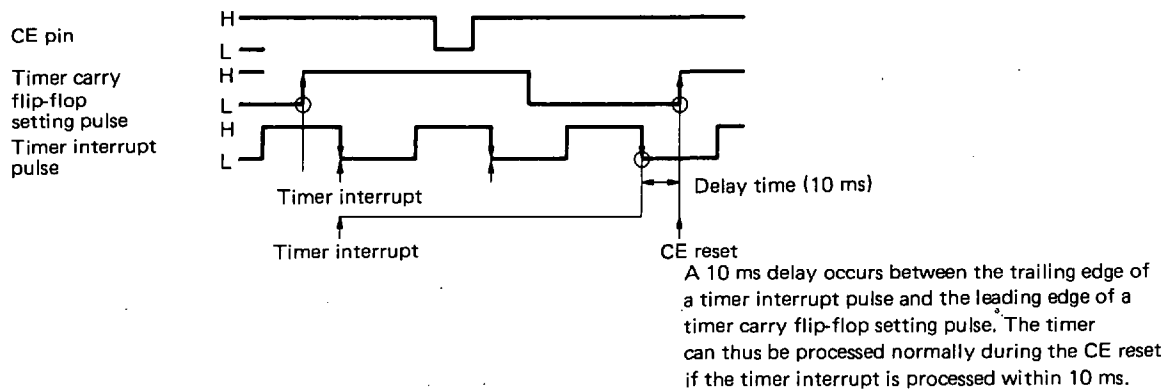 CE pin
H
L
Timer carry
flip-flop
setting pulse
H
L
Timer interrupt
pulse
H
L
Timer interrupt
Delay time (10 ms)
Timer interrupt
CE reset
A 10 ms delay occurs between the trailing edge of
a timer interrupt pulse and the leading edge of a
timer carry flip-flop setting pulse. The timer
can thus be processed normally during the CE reset
if the timer interrupt is processed within 10 ms.